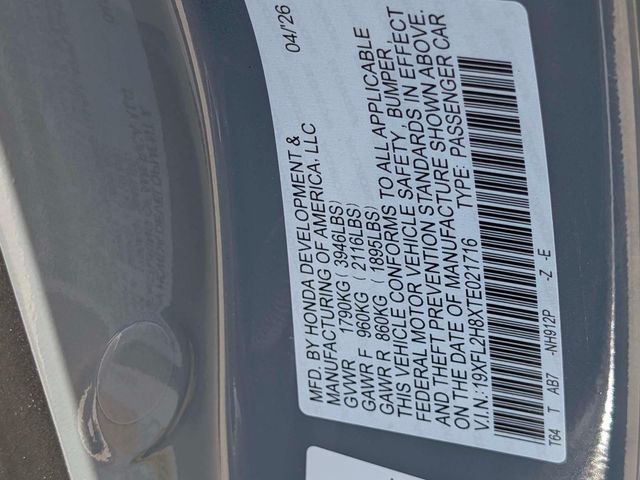 MFD. BY HONDA DEVELOPMENT & 04/'26
MANUFACTURING OF AMERICA, LLC
GVWR 1790KG ( 3946LBS)
GAWR F 960KG ( 2116LBS)
GAWR R 860KG ( 1895LBS)
THIS VEHICLE CONFORMS TO ALL APPLICABLE
FEDERAL MOTOR VEHICLE SAFETY, BUMPER,
AND THEFT PREVENTION STANDARDS IN EFFECT
ON THE DATE OF MANUFACTURE SHOWN ABOVE.
V.I.N.:19XFL2H8XTE021716 TYPE: PASSENGER CAR
T64 T AB7 -NH912P -Z -E